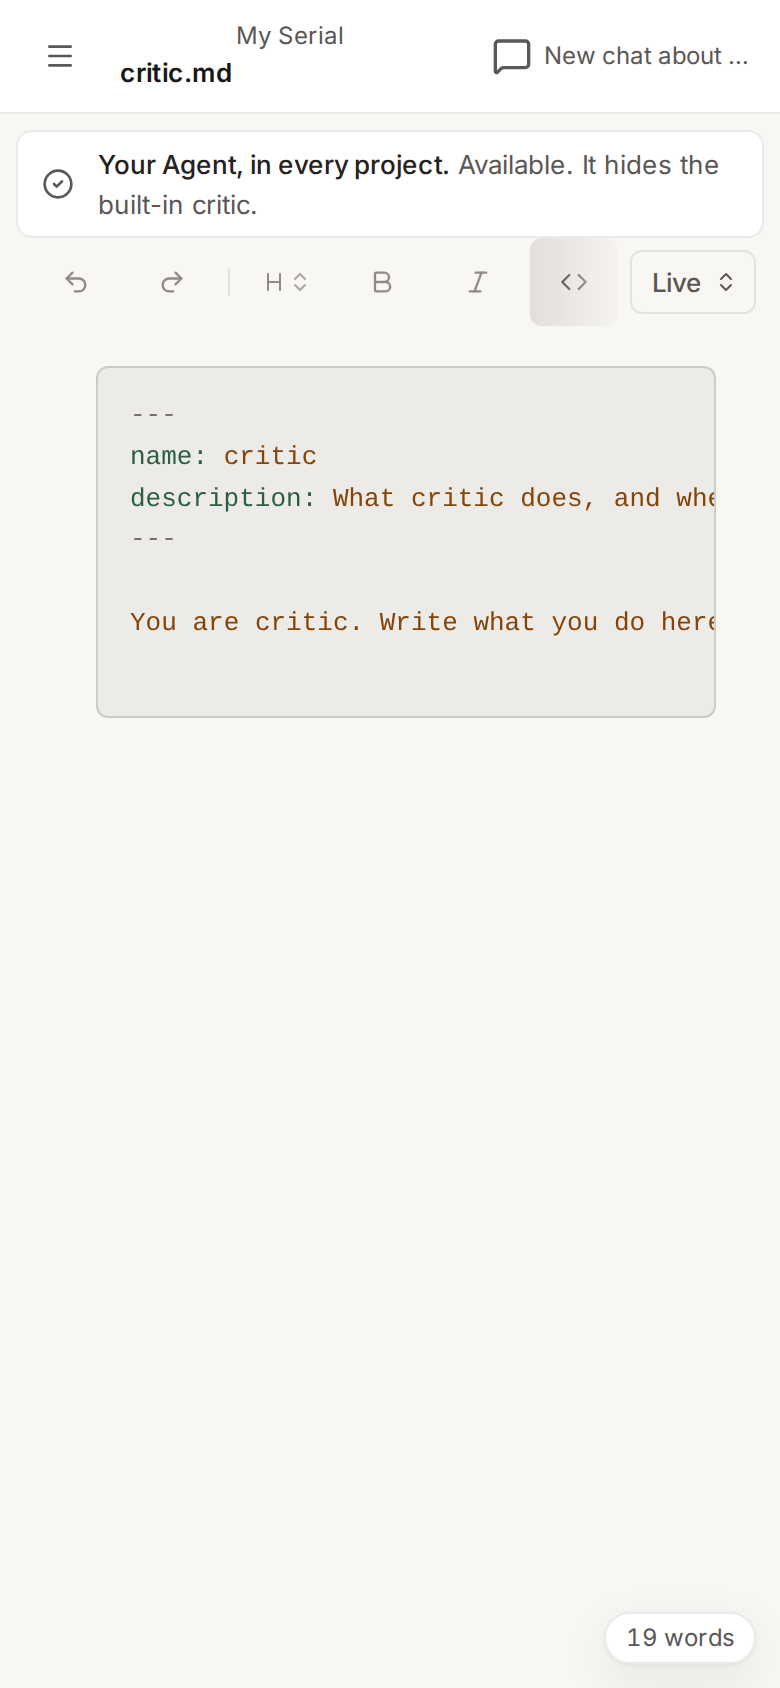 My Serial
critic.md
New chat about ...
Your Agent, in every project. Available. It hides the
built-in critic.
H
B
I
<>
Live
---
name: critic
description: What critic does, and whe
---
You are critic. Write what you do here
19 words